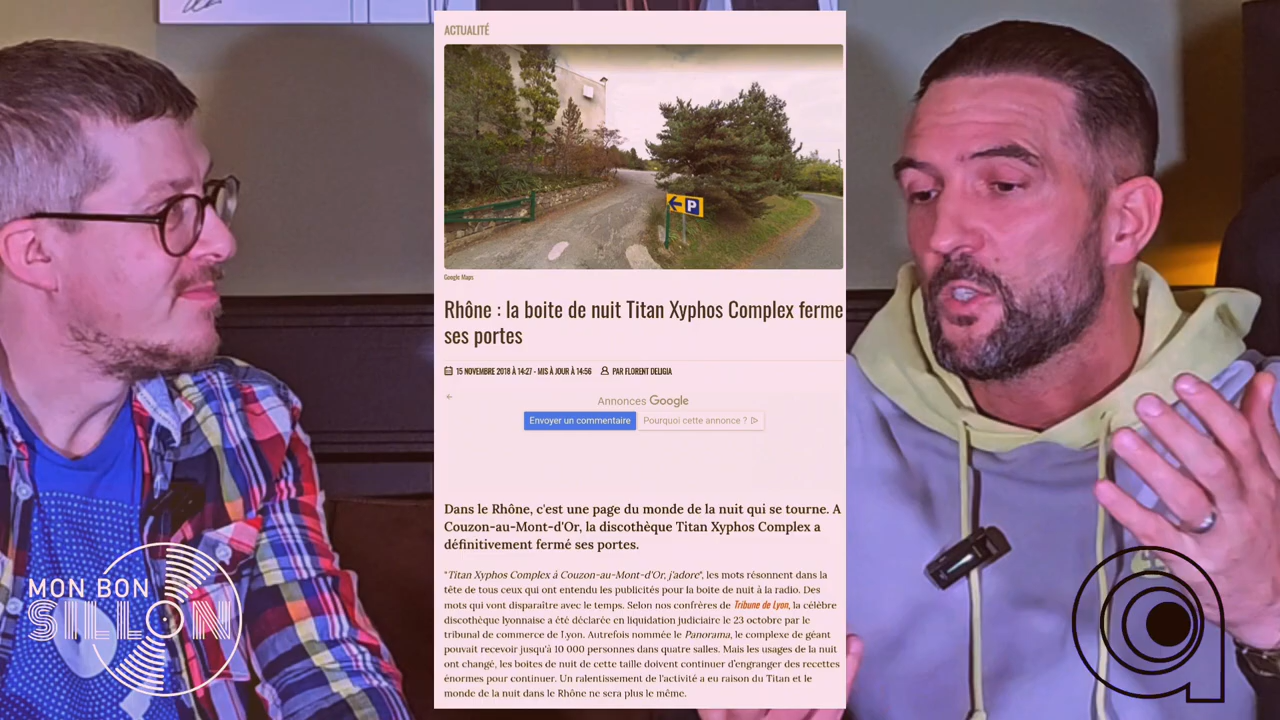 ACTUALITÉ
P
Google Maps
Rhône : la boite de nuit Titan Xyphos Complex ferme
ses portes
15 NOVEMBRE 2018 À 14:27 - MIS À JOUR À 14:56 PAR FLORENT DELIGIA
Annonces Google
Envoyer un commentaire
Pourquoi cette annonce ?
Dans le Rhône, c'est une page du monde de la nuit qui se tourne. A
Couzon-au-Mont-d'Or, la discothèque Titan Xyphos Complex a
définitivement fermé ses portes.
"Titan Xyphos Complex à Couzon-au-Mont-d'Or, j'adore", les mots résonnent dans la
tête de tous ceux qui ont entendu les publicités pour la boite de nuit à la radio. Des
mots qui vont disparaître avec le temps. Selon nos confrères de Tribune de Lyon, la célèbre
discothèque lyonnaise a été déclarée en liquidation judiciaire le 23 octobre par le
tribunal de commerce de Lyon. Autrefois nommée le Panorama, le complexe de géant
pouvait recevoir jusqu'à 10 000 personnes dans quatre salles. Mais les usages de la nuit
ont changé, les boites de nuit de cette taille doivent continuer d'engranger des recettes
énormes pour continuer. Un ralentissement de l'activité a eu raison du Titan et le
monde de la nuit dans le Rhône ne sera plus le même.
MON BON
SILLON